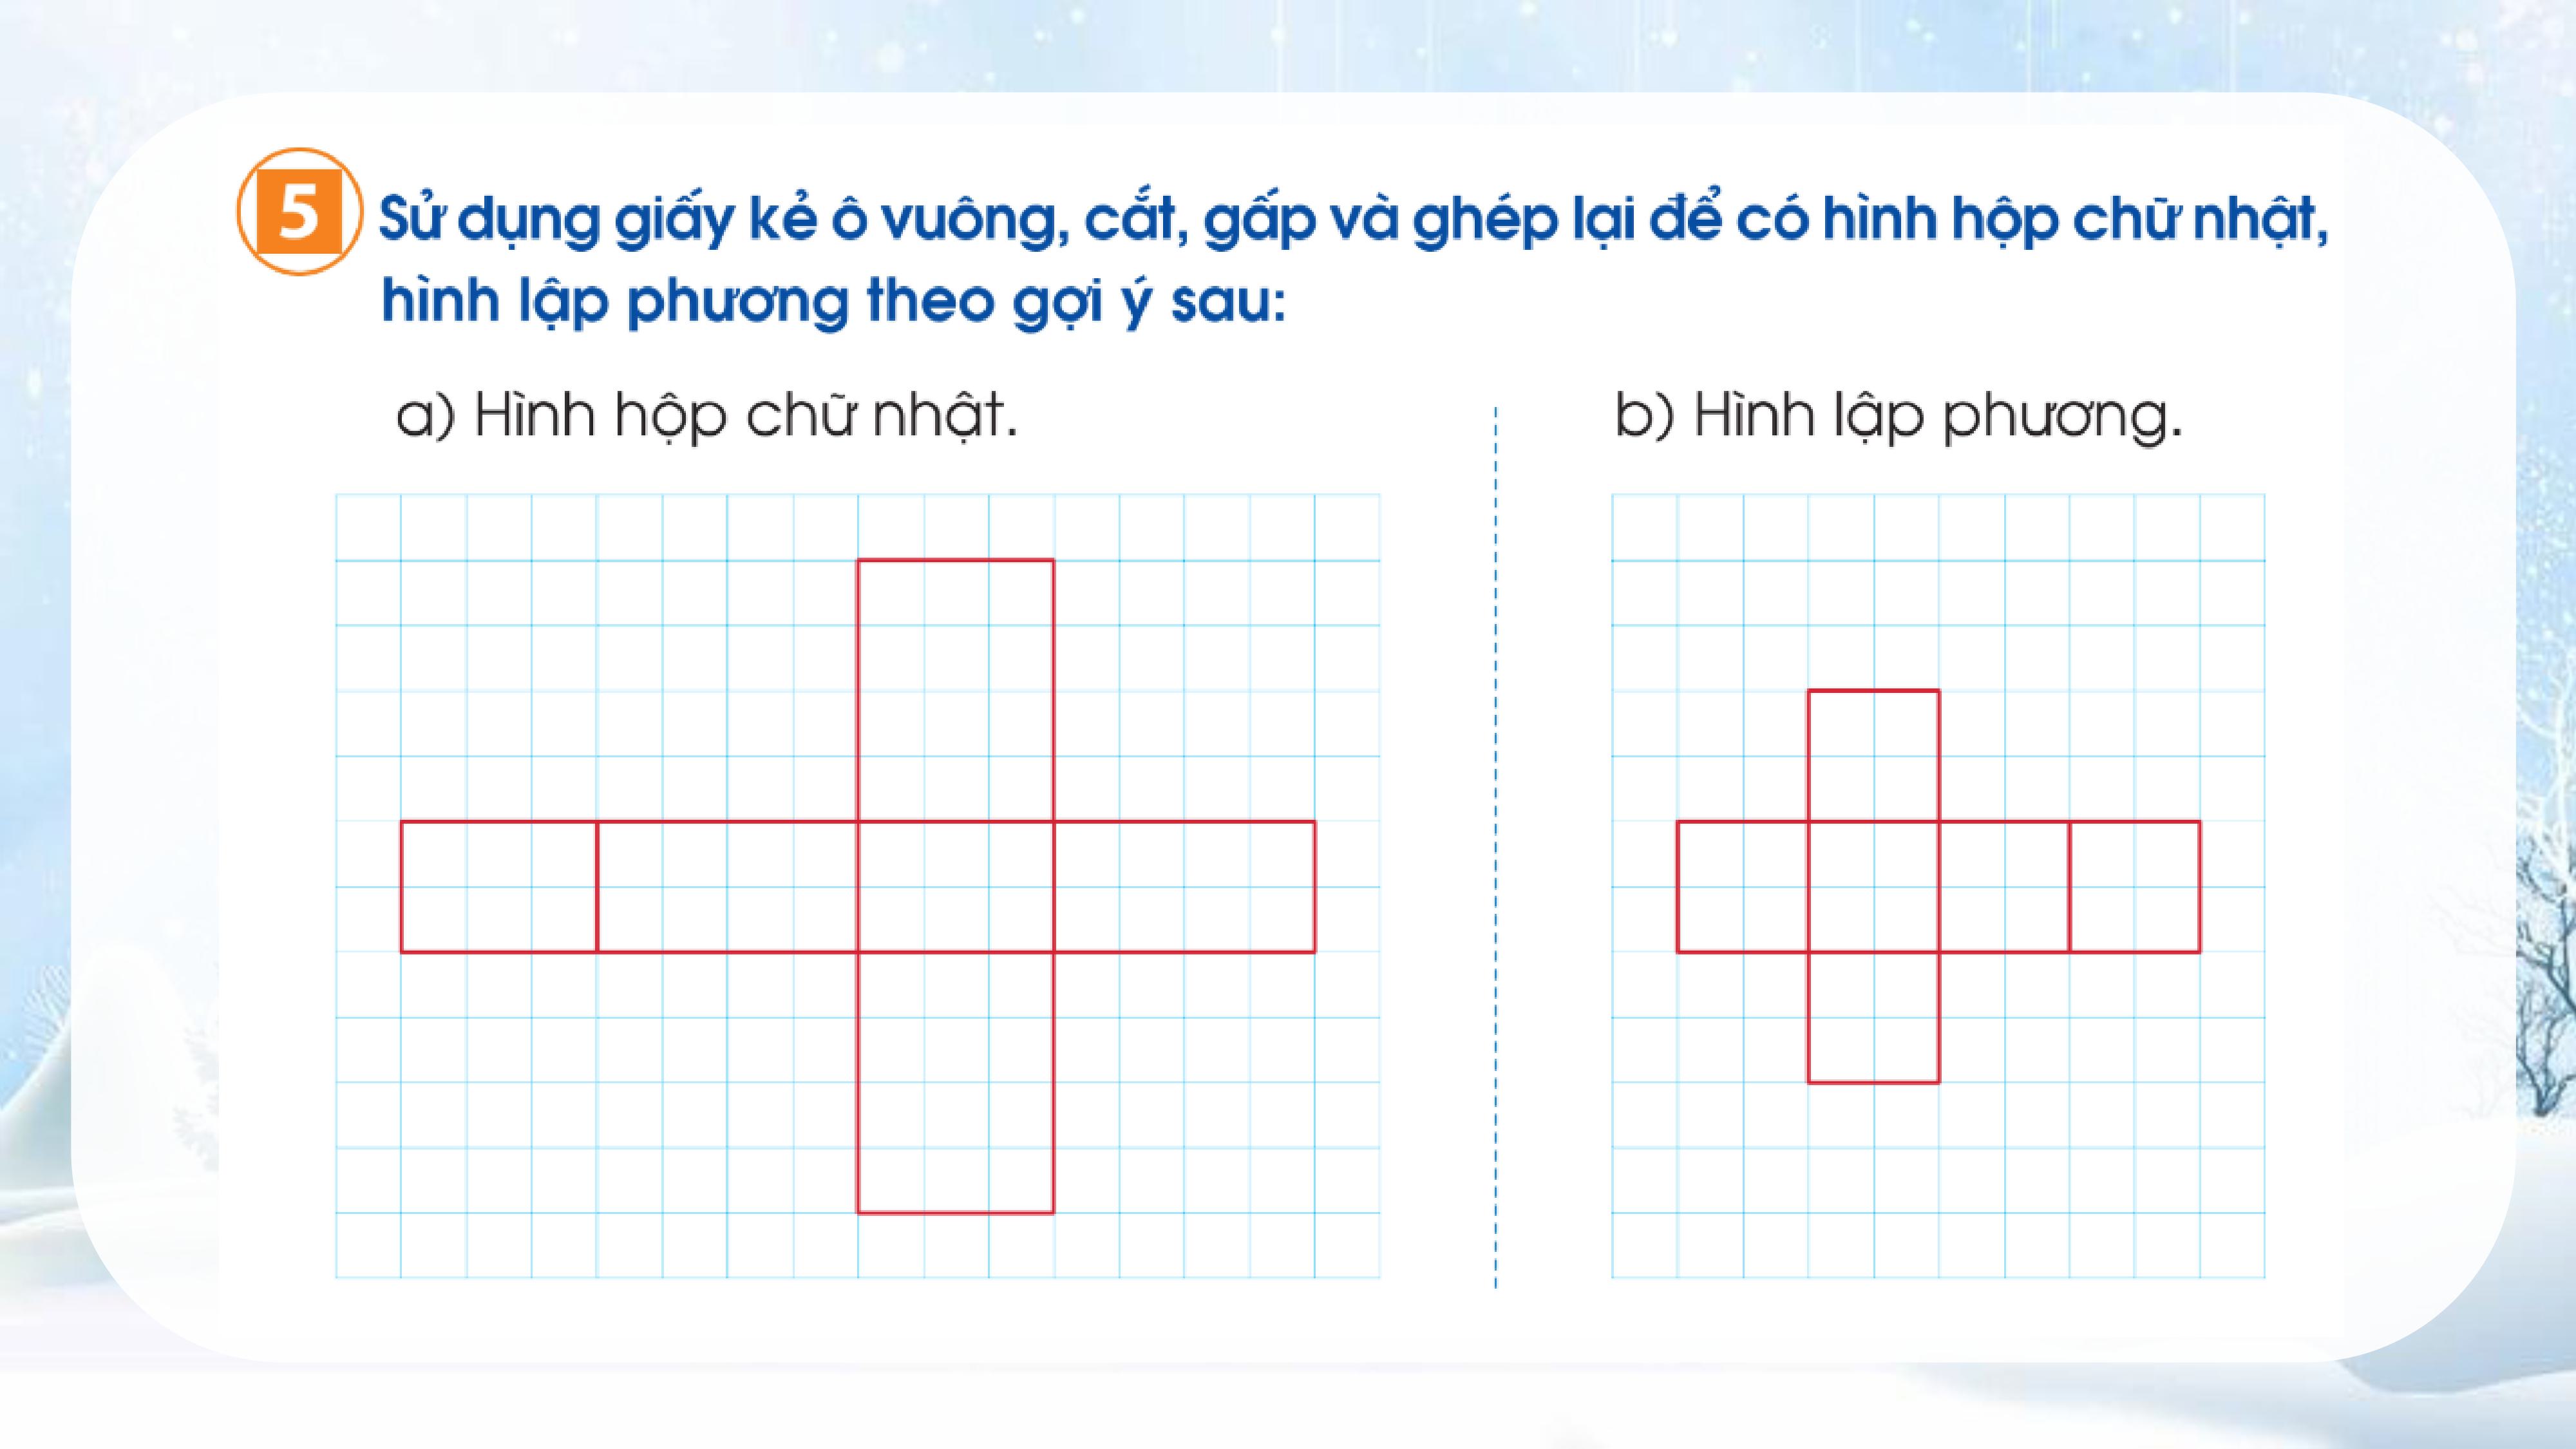 5 Sử dụng giấy kẻ ô vuông, cắt, gấp và ghép lại để có hình hộp chữ nhật,
hình lập phương theo gợi ý sau:
a) Hình hộp chữ nhật.
b) Hình lập phương.